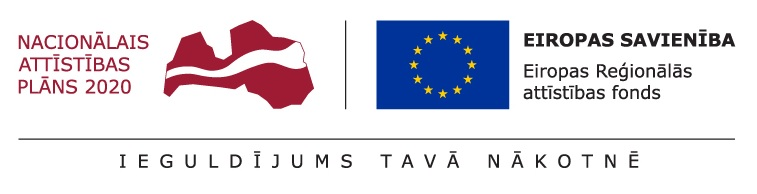 NACIONĀLAIS
ATTĪSTĪBAS
PLĀNS 2020
EIROPAS SAVIENĪBA
Eiropas Reģionālās
attīstības fonds
IEGULDĪJUMS TAVĀ NĀKOTNĒ